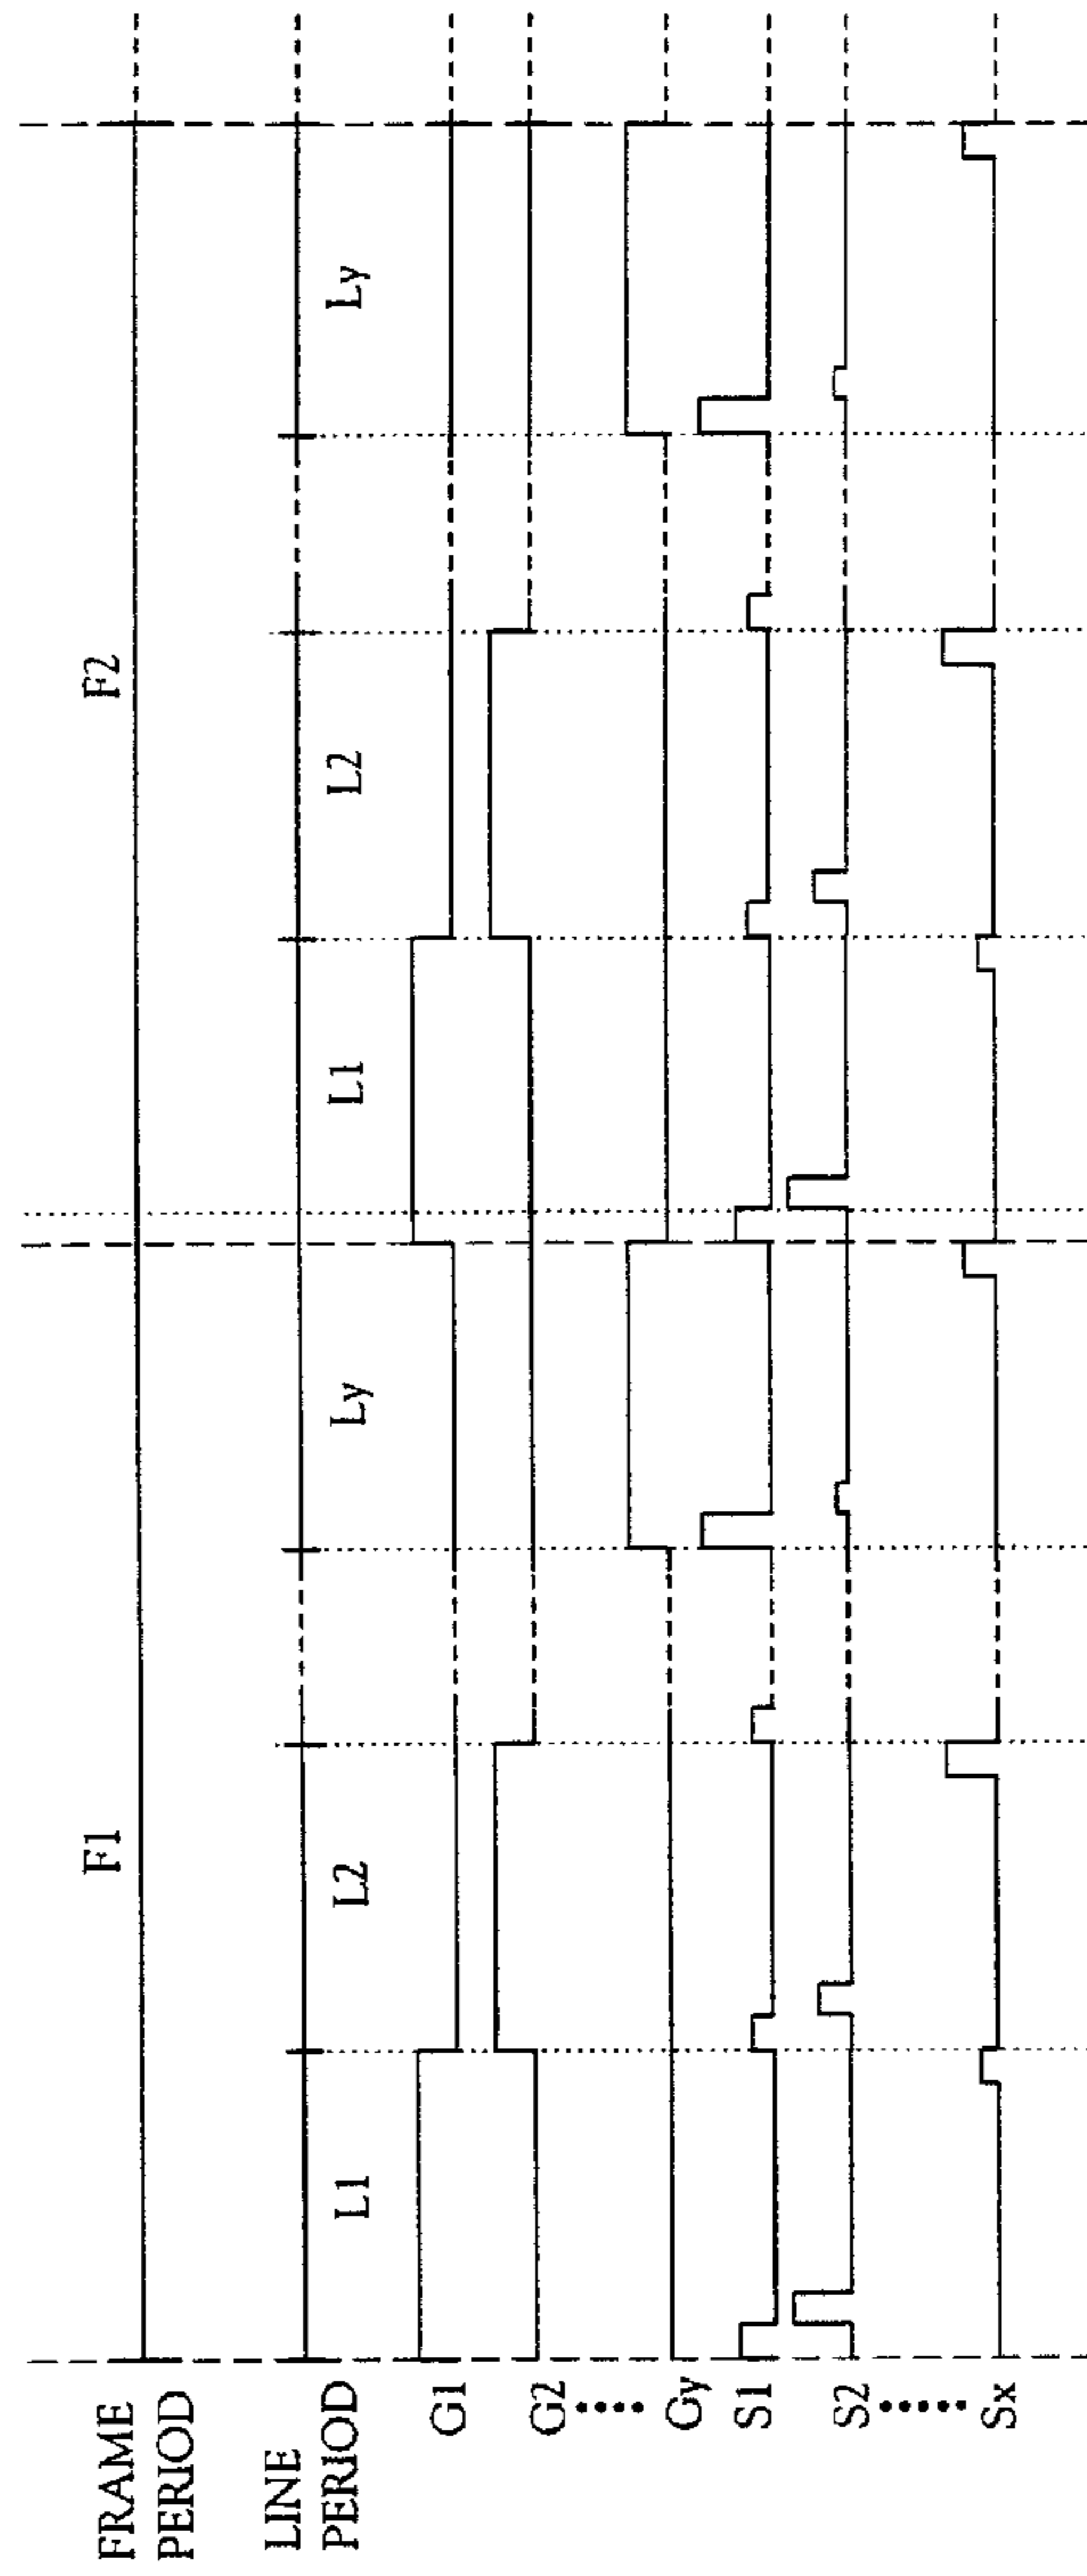 FRAME
PERIOD
F1
F2
LINE
PERIOD
L1
L2
Ly
L1
L2
Ly
G1
G2
Gy
S1
S2
Sx